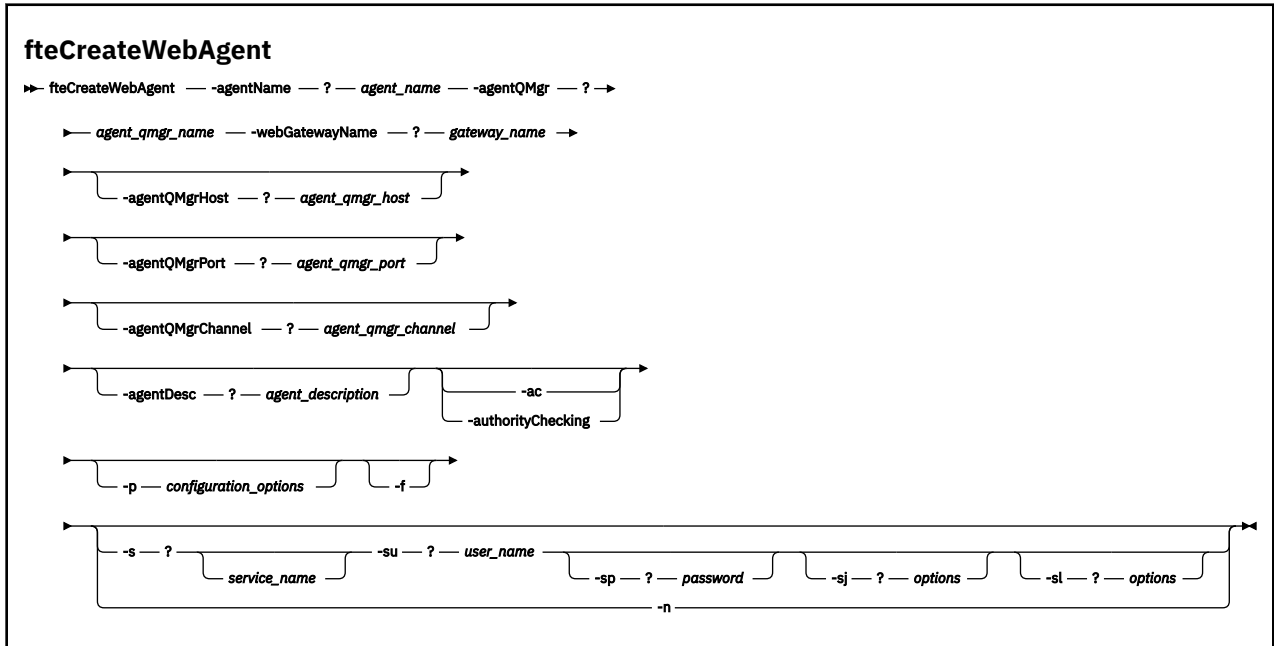 fteCreateWebAgent
fteCreateWebAgent -agentName ? agent_name -agentQMgr ?
agent_qmgr_name -webGatewayName ? gateway_name
-agentQMgrHost ? agent_qmgr_host
-agentQMgrPort ? agent_qmgr_port
-agentQMgrChannel ? agent_qmgr_channel
-agentDesc ? agent_description -ac
-authorityChecking
-p configuration_options -f
-s ? -su ? user_name
service_name -sp ? password -sj ? options -sl ? options
-n